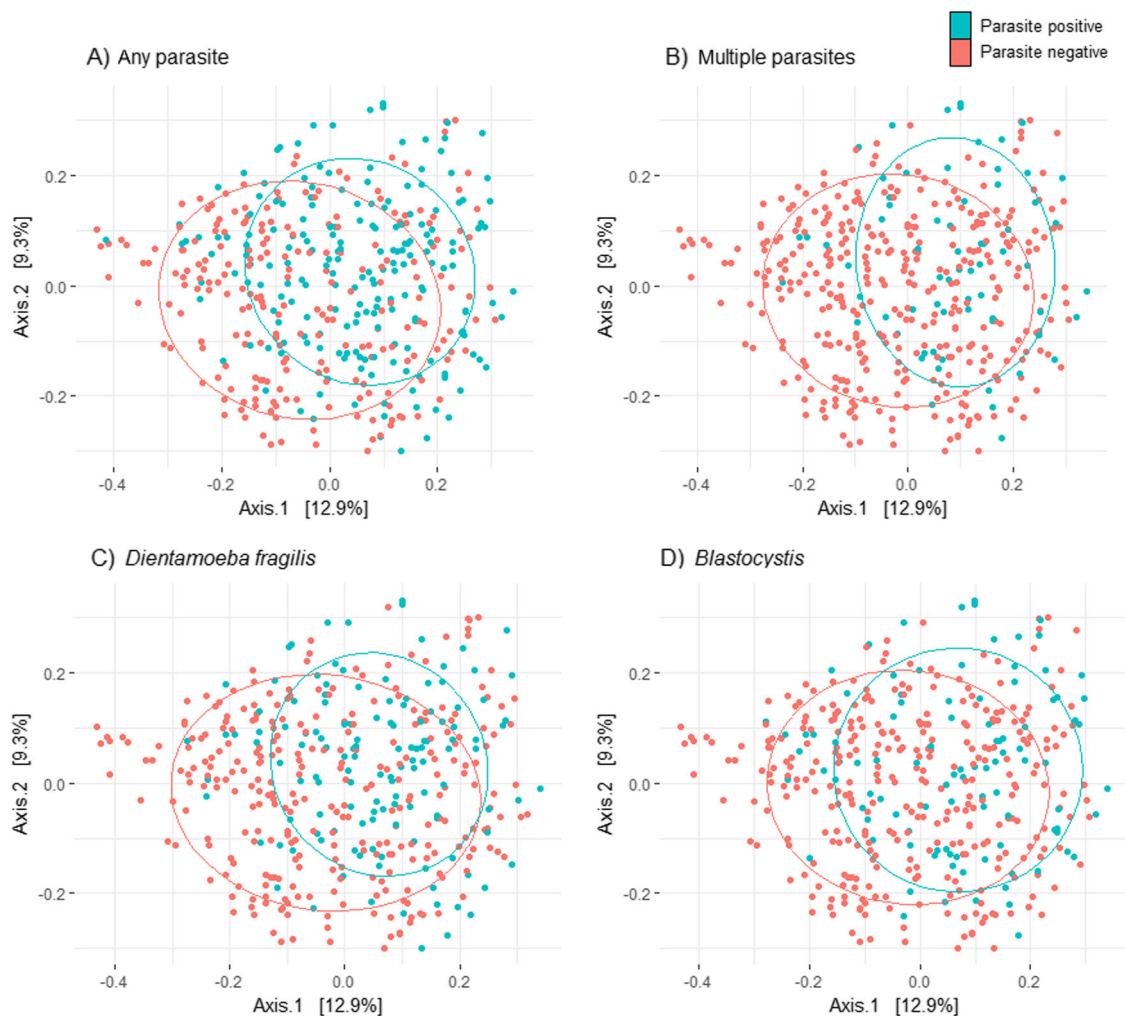 Parasite positive
Parasite negative
A) Any parasite
B) Multiple parasites
0.2
0.0
-0.2
Axis.2 [9.3%]
-0.4
-0.2
0.0
0.2
Axis.1 [12.9%]
0.2
0.0
-0.2
Axis.2 [9.3%]
-0.4
-0.2
0.0
0.2
Axis.1 [12.9%]
C) Dientamoeba fragilis
D) Blastocystis
0.2
0.0
-0.2
Axis.2 [9.3%]
-0.4
-0.2
0.0
0.2
Axis.1 [12.9%]
0.2
0.0
-0.2
Axis.2 [9.3%]
-0.4
-0.2
0.0
0.2
Axis.1 [12.9%]